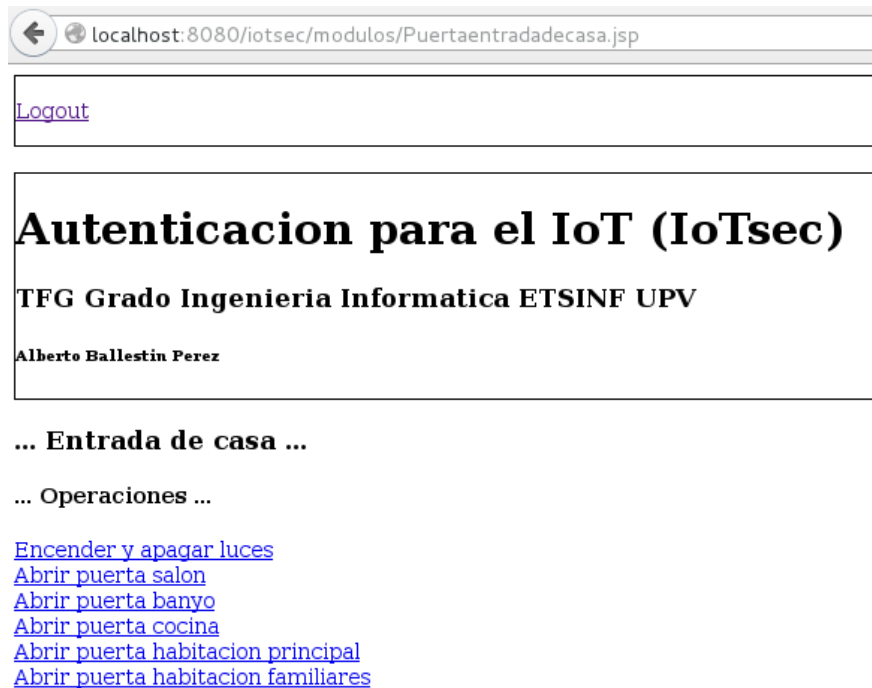 localhost:8080/iotsec/modulos/Puertaentradadecasa.jsp
Logout
Autenticacion para el IoT (IoTsec)
TFG Grado Ingenieria Informatica ETSINF UPV
Alberto Ballestin Perez
... Entrada de casa ...
... Operaciones ...
Encender y apagar luces
Abrir puerta salon
Abrir puerta banyo
Abrir puerta cocina
Abrir puerta habitacion principal
Abrir puerta habitacion familiares